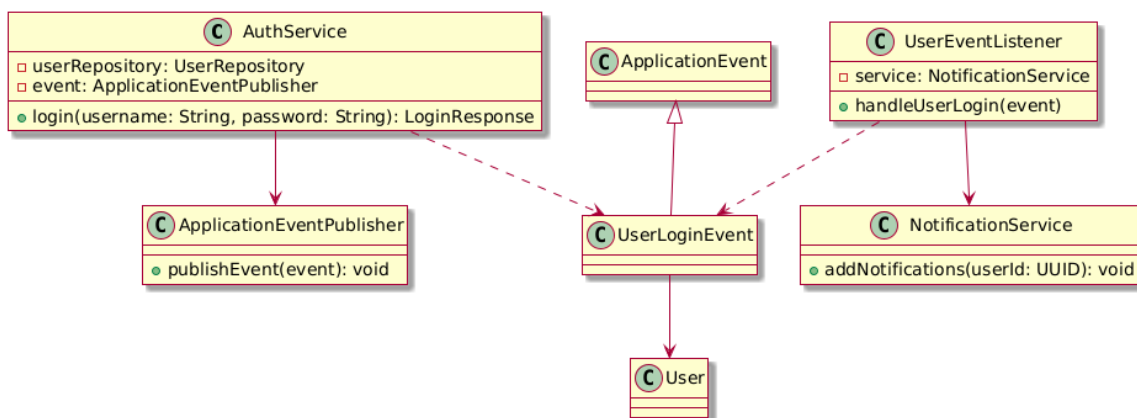 C AuthService
userRepository: UserRepository
event: ApplicationEventPublisher
login(username: String, password: String): LoginResponse
C ApplicationEvent
C UserEventListener
service: NotificationService
handleUserLogin(event)
C ApplicationEventPublisher
publishEvent(event): void
C UserLoginEvent
C NotificationService
addNotifications(userId: UUID): void
C User